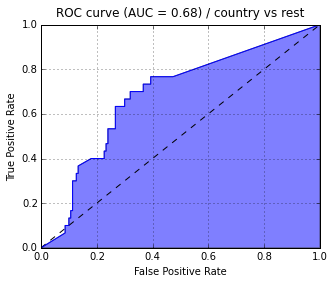 ROC curve (AUC = 0.68) / country vs rest
1.0
0.8
0.6
0.4
0.2
0.0
True Positive Rate
0.0 0.2 0.4 0.6 0.8 1.0
False Positive Rate